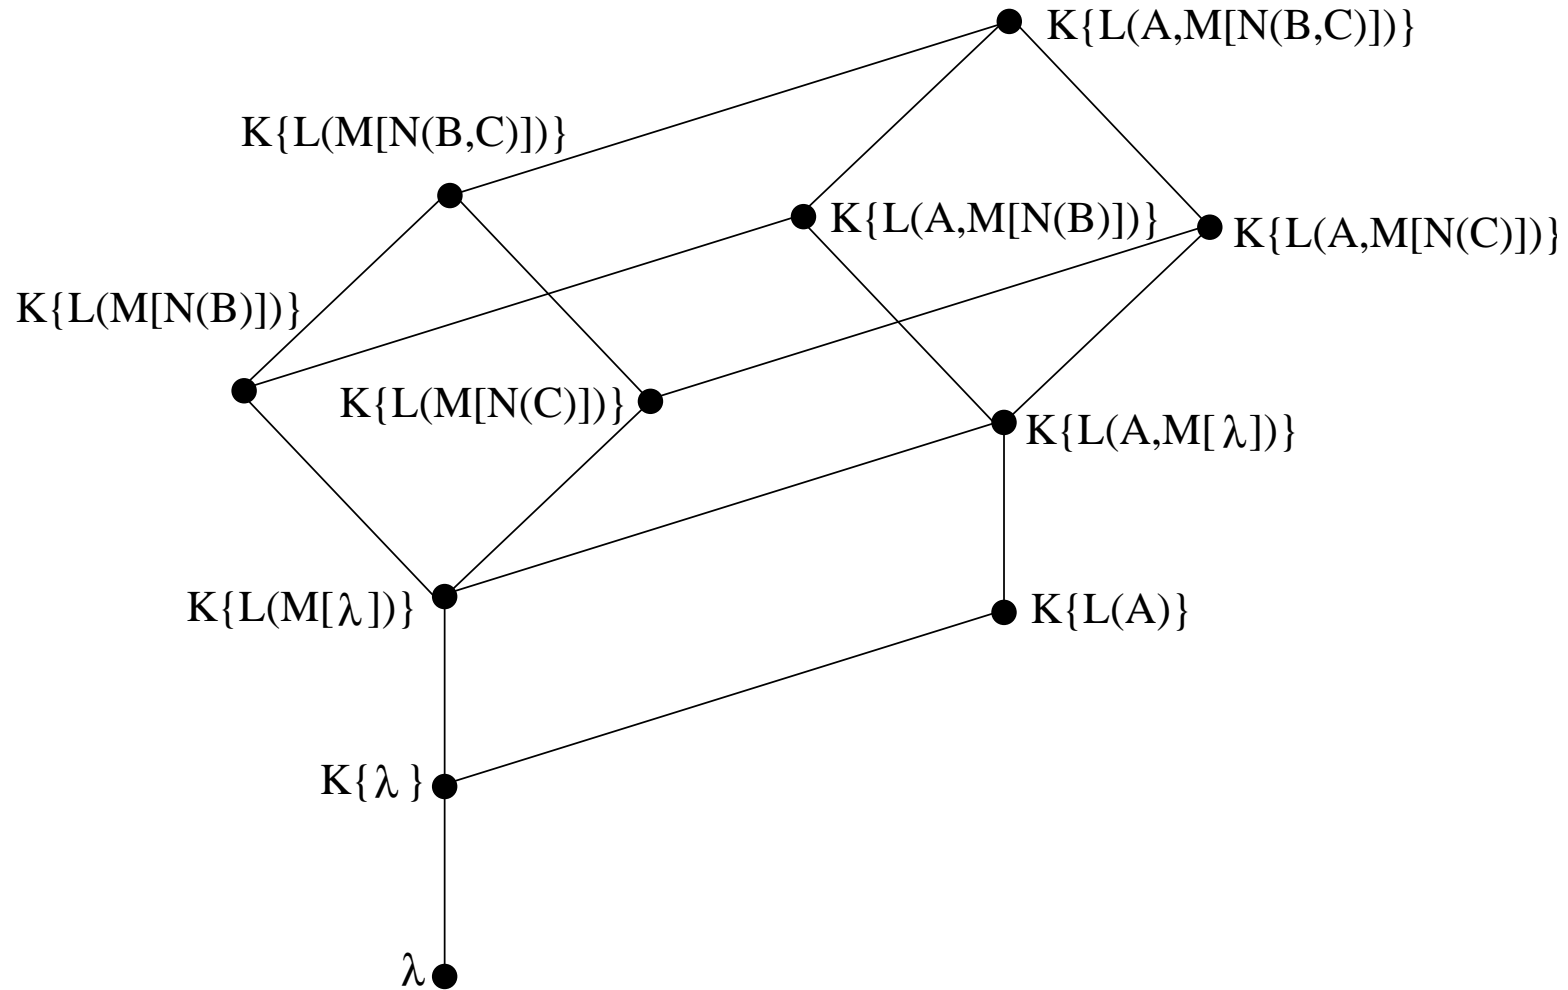 K{L(A,M[N(B,C)])}
K{L(M[N(B,C)])}
K{L(A,M[N(B)])}
K{L(A,M[N(C)])}
K{L(M[N(B)])}
K{L(M[N(C)])}
K{L(A,M[λ])}
K{L(M[λ])}
K{L(A)}
K{λ}
λ